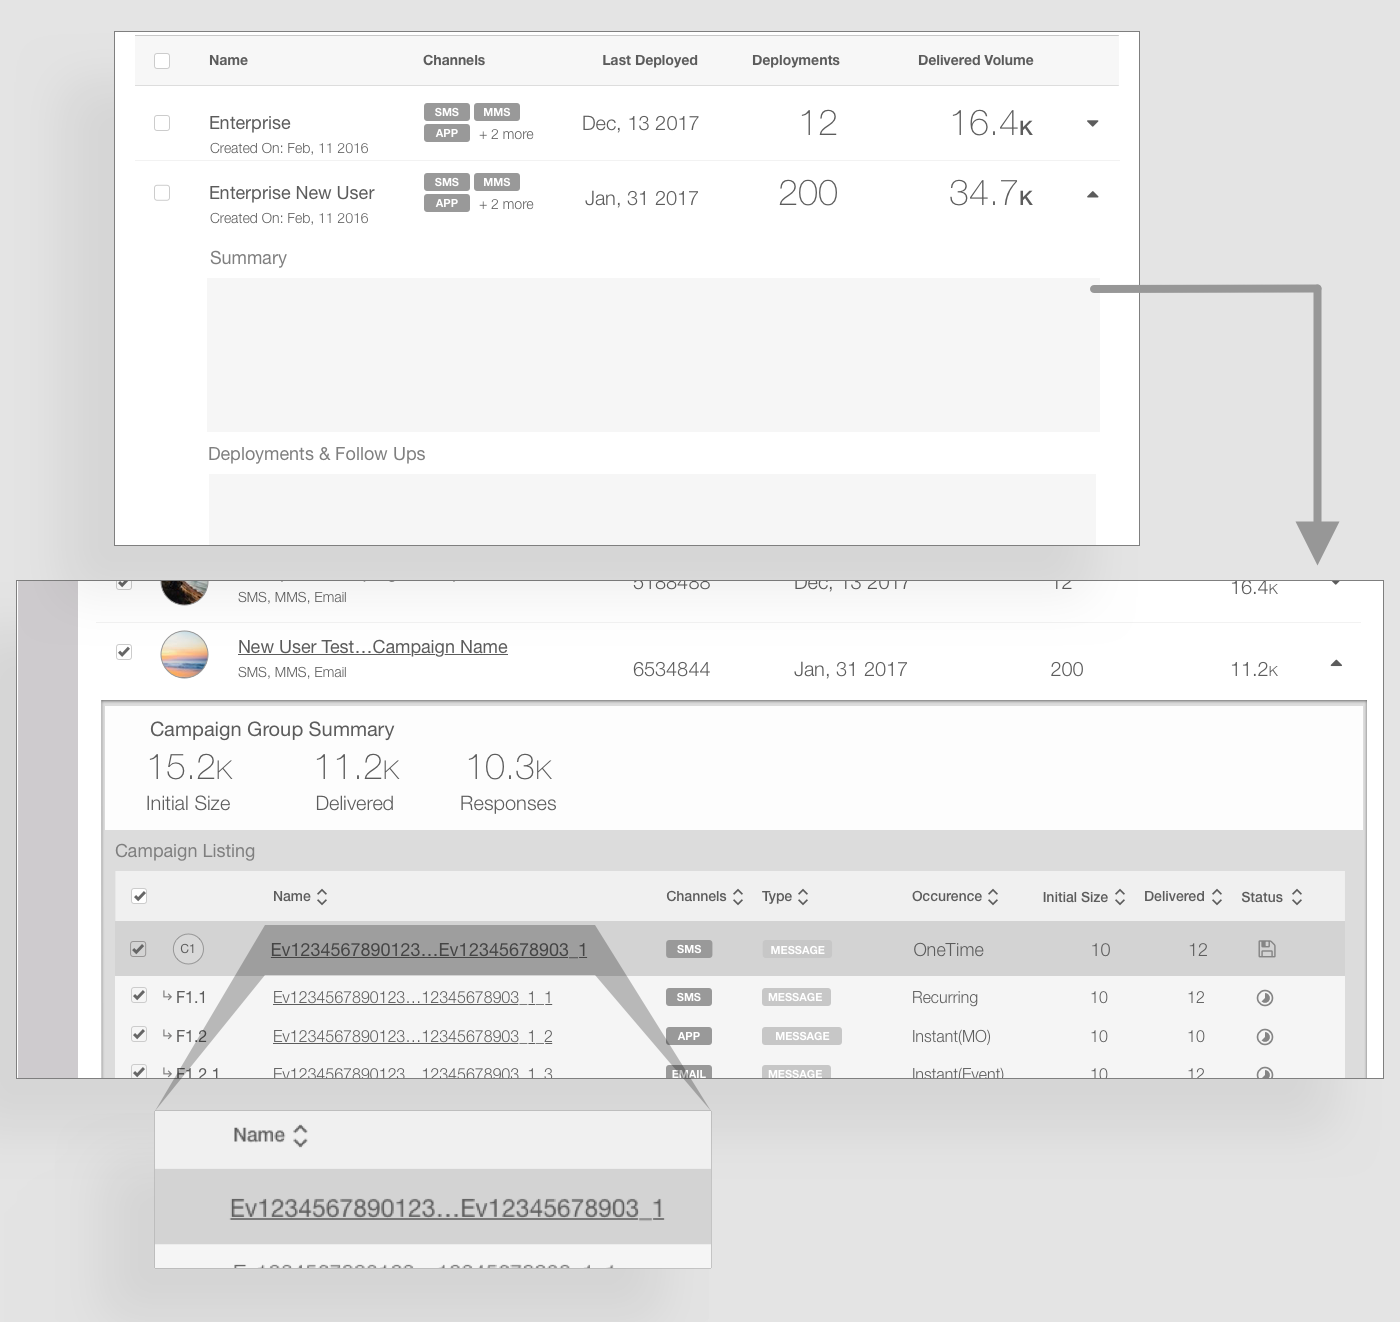 Name Channels Last Deployed Deployments Delivered Volume
Enterprise SMS MMS Dec, 13 2017 12 16.4K
Created On: Feb, 11 2016 APP + 2 more
Enterprise New User SMS MMS Jan, 31 2017 200 34.7K
Created On: Feb, 11 2016 APP + 2 more
Summary
Deployments & Follow Ups
5188488 Dec, 13 2017 12 16.4K
SMS, MMS, Email
New User Test...Campaign Name
SMS, MMS, Email 6534844 Jan, 31 2017 200 11.2K
Campaign Group Summary
15.2K 11.2K 10.3K
Initial Size Delivered Responses
Campaign Listing
Name Channels Type Occurence Initial Size Delivered Status
C1 Ev1234567890123...Ev12345678903_1 SMS MESSAGE OneTime 10 12
F1.1 Ev1234567890123...12345678903_1_1 SMS MESSAGE Recurring 10 12
F1.2 Ev1234567890123...12345678903_1_2 APP MESSAGE Instant(MO) 10 10
F1.2.1 Ev1234567890123...12345678903_1_3 EMAIL MESSAGE Instant(Event) 10 12
Name
Ev1234567890123...Ev12345678903_1